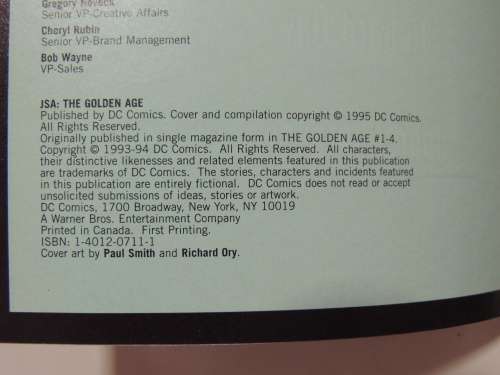 Gregory Noveck
Senior VP-Creative Affairs
Cheryl Rubin
Senior VP-Brand Management
Bob Wayne
VP-Sales
JSA: THE GOLDEN AGE
Published by DC Comics. Cover and compilation copyright © 1995 DC Comics.
All Rights Reserved.
Originally published in single magazine form in THE GOLDEN AGE #1-4.
Copyright © 1993-94 DC Comics. All Rights Reserved. All characters,
their distinctive likenesses and related elements featured in this publication
are trademarks of DC Comics. The stories, characters and incidents featured
in this publication are entirely fictional. DC Comics does not read or accept
unsolicited submissions of ideas, stories or artwork.
DC Comics, 1700 Broadway, New York, NY 10019
A Warner Bros. Entertainment Company
Printed in Canada. First Printing.
ISBN: 1-4012-0711-1
Cover art by Paul Smith and Richard Ory.